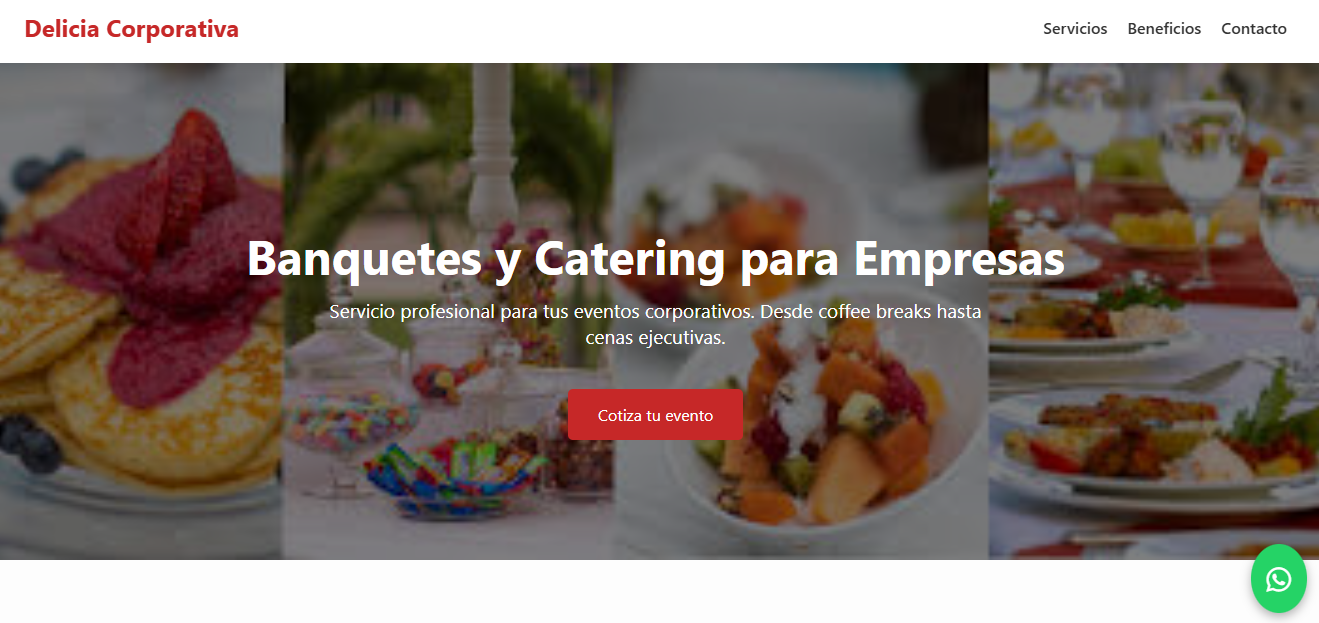 Delicia Corporativa
Servicios Beneficios Contacto
Banquetes y Catering para Empresas
Servicio profesional para tus eventos corporativos. Desde coffee breaks hasta
cenas ejecutivas.
Cotiza tu evento